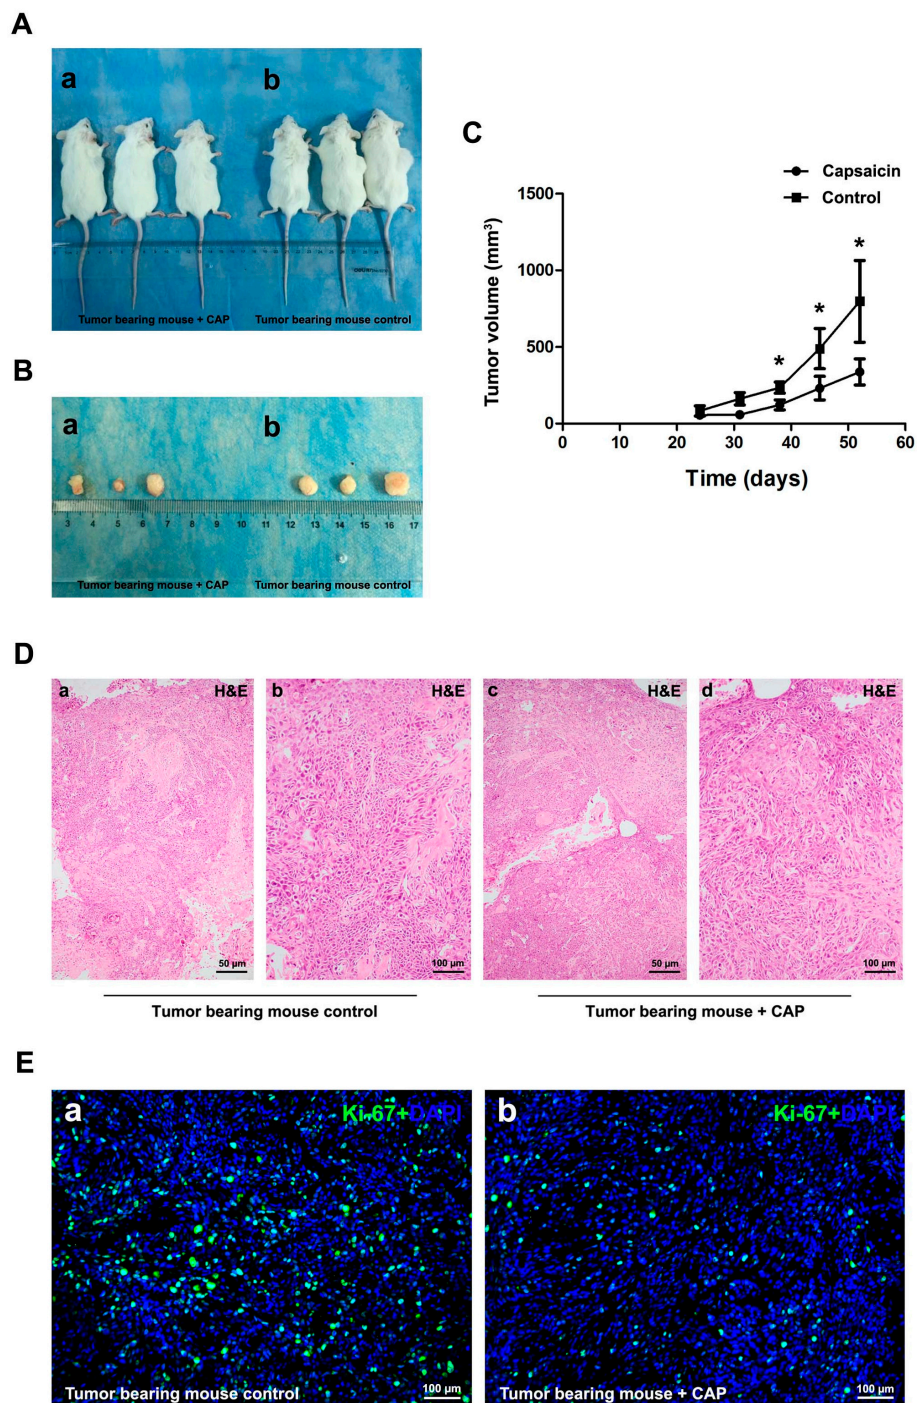 A
a
b
Tumor bearing mouse + CAP
Tumor bearing mouse control
B
a
b
3 4 5 6 7 8 9 10 11 12 13 14 15 16 17
Tumor bearing mouse + CAP
Tumor bearing mouse control
C
Capsaicin
Control
Tumor volume (mm³)
1500
1000
500
0
* * *
0 10 20 30 40 50 60
Time (days)
D
a H&E
b H&E
c H&E
d H&E
50 µm
100 µm
50 µm
100 µm
Tumor bearing mouse control
Tumor bearing mouse + CAP
E
a
Ki-67+DAPI
b
Ki-67+DAPI
Tumor bearing mouse control
100 µm
Tumor bearing mouse + CAP
100 µm